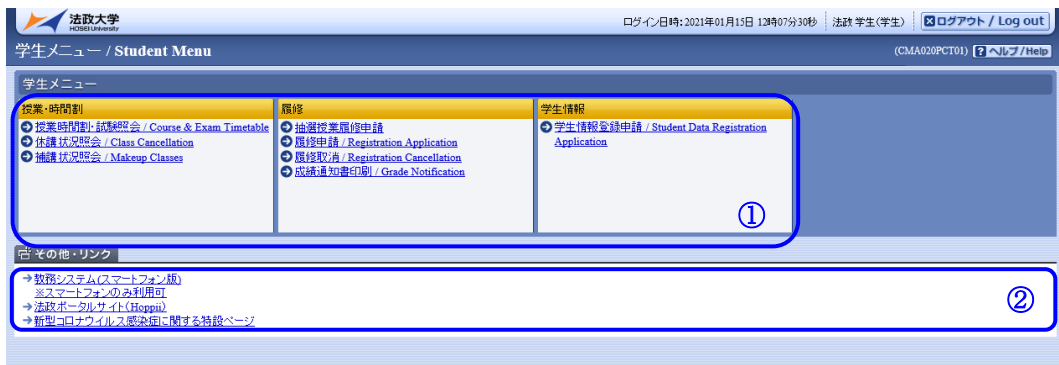 法政大学
HOSEI University
ログイン日時：2021年01月15日 12時07分30秒
法政 学生(学生)
ログアウト / Log out
学生メニュー / Student Menu
(CMA020PCT01)
? ヘルプ/Help
学生メニュー
授業・時間割
授業時間割・試験照会 / Course & Exam Timetable
休講 状況照会 / Class Cancellation
補講 状況照会 / Makeup Classes
履修
抽選授業履修申請
履修申請 / Registration Application
履修取消 / Registration Cancellation
成績通知書印刷 / Grade Notification
学生情報
学生情報登録申請 / Student Data Registration
Application
①
その他・リンク
教務システム(スマートフォン版)
※スマートフォンのみ利用可
法政ポータルサイト(Hoppii)
新型コロナウイルス感染症に関する特設ページ
②